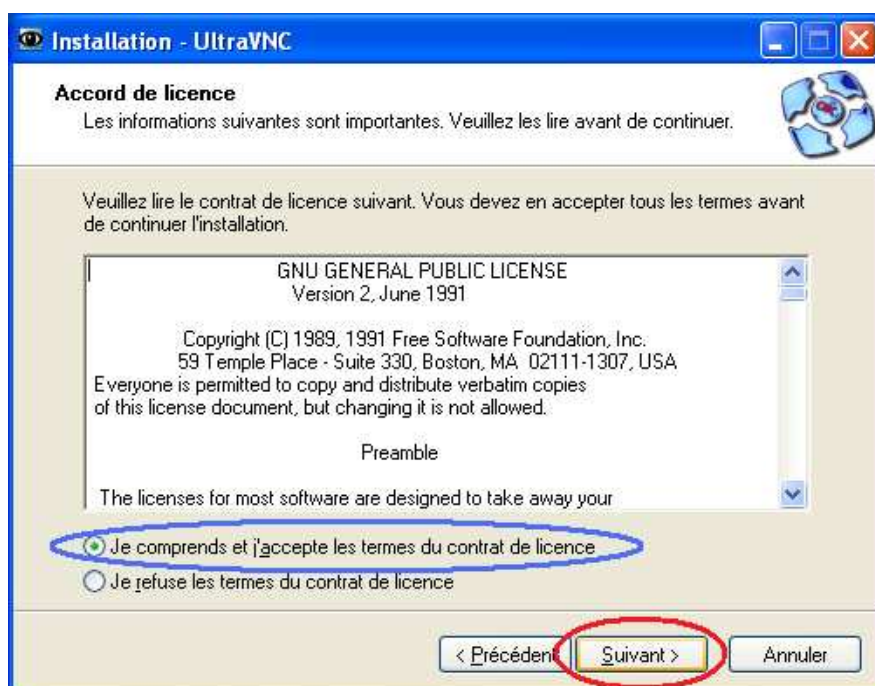 Installation - UltraVNC
Accord de licence
Les informations suivantes sont importantes. Veuillez les lire avant de continuer.
Veuillez lire le contrat de licence suivant. Vous devez en accepter tous les termes avant
de continuer l'installation.
GNU GENERAL PUBLIC LICENSE
Version 2, June 1991
Copyright (C) 1989, 1991 Free Software Foundation, Inc.
59 Temple Place - Suite 330, Boston, MA 02111-1307, USA
Everyone is permitted to copy and distribute verbatim copies
of this license document, but changing it is not allowed.
Preamble
The licenses for most software are designed to take away your
Je comprends et j'accepte les termes du contrat de licence
Je refuse les termes du contrat de licence
< Précédent Suivant > Annuler